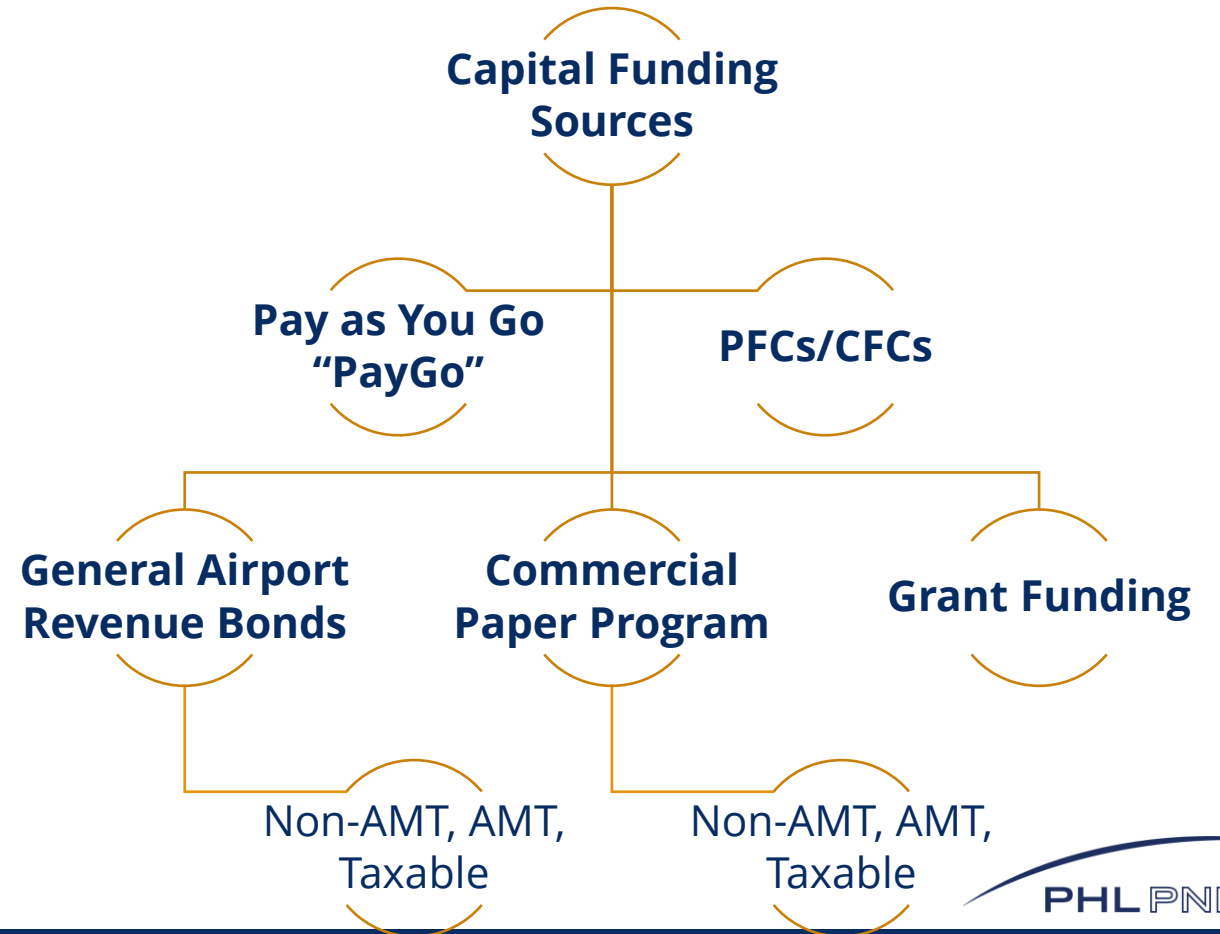 Capital Funding
Sources
Pay as You Go
“PayGo”
PFCs/CFCs
General Airport
Revenue Bonds
Commercial
Paper Program
Grant Funding
Non-AMT, AMT,
Taxable
Non-AMT, AMT,
Taxable
PHL